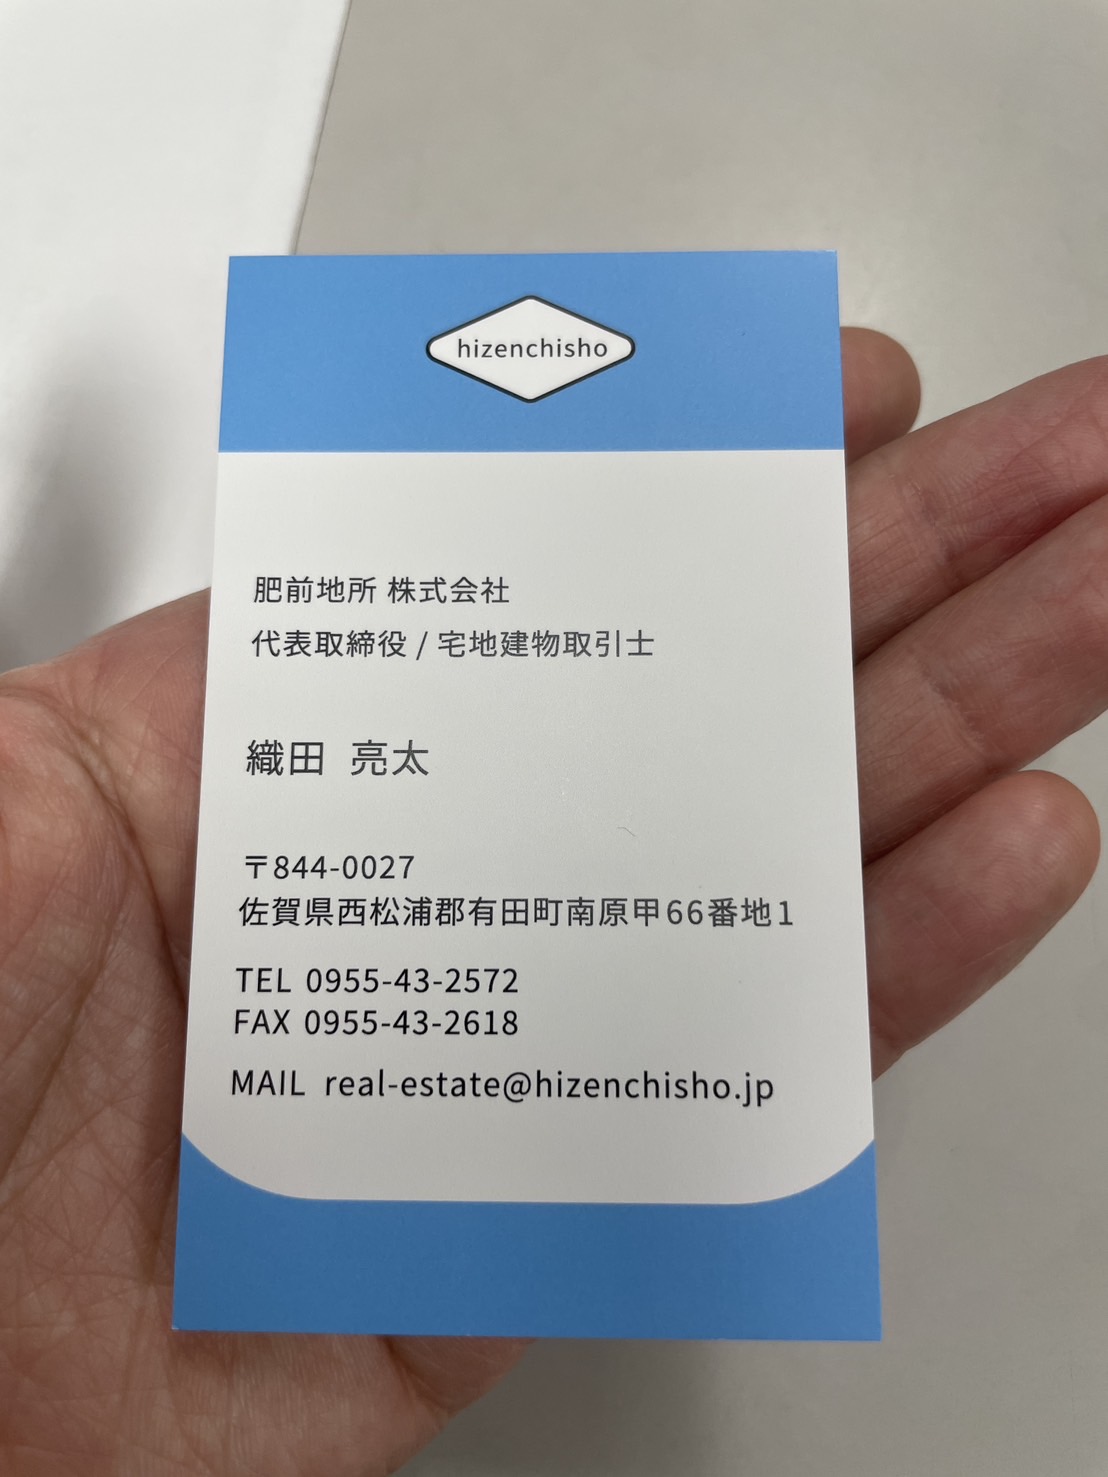 hizenchisho
肥前地所 株式会社
代表取締役 / 宅地建物取引士
織田 亮太
〒844-0027
佐賀県西松浦郡有田町南原甲66番地1
TEL 0955-43-2572
FAX 0955-43-2618
MAIL real-estate@hizenchisho.jp